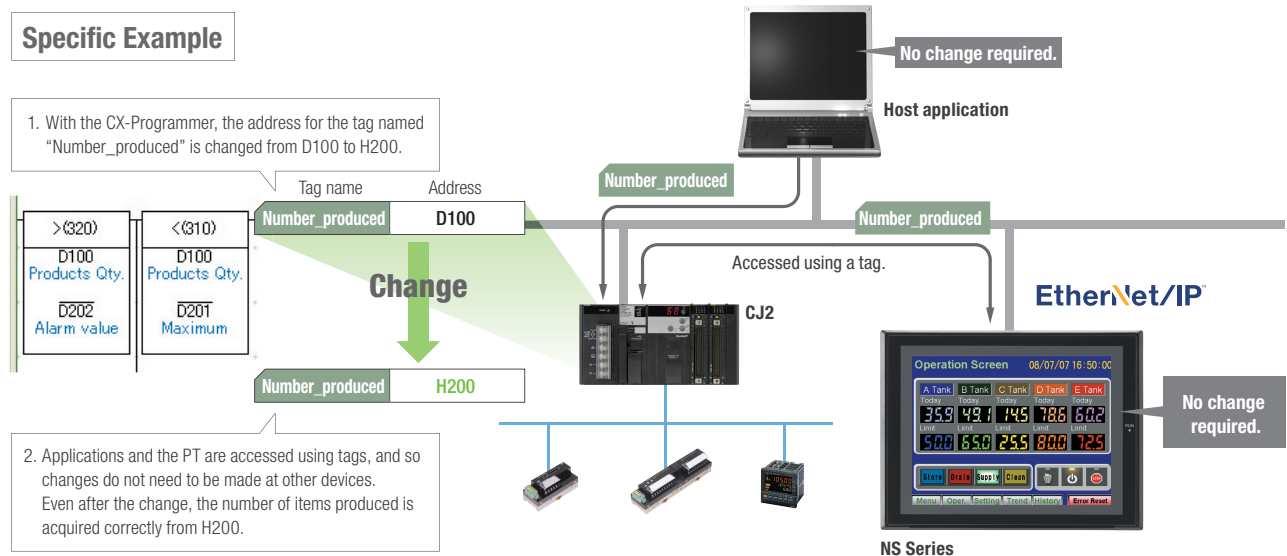 Specific Example
No change required.
Host application
1. With the CX-Programmer, the address for the tag named
“Number_produced” is changed from D100 to H200.
Tag name Address
Number_produced D100
Number_produced
Number_produced
>(320)
D100
Products Qty.
D202
Alarm value
<(310)
D100
Products Qty.
D201
Maximum
Change
Accessed using a tag.
CJ2
EtherNet/IP™
Number_produced H200
2. Applications and the PT are accessed using tags, and so
changes do not need to be made at other devices.
Even after the change, the number of items produced is
acquired correctly from H200.
Operation Screen 08/07/07 16:50:00
A Tank B Tank C Tank D Tank E Tank
Today Today Today Today Today
35.9 49.1 14.5 78.6 60.2
Limit Limit Limit Limit Limit
50.0 65.0 25.5 80.0 72.5
Store Drain Supply Clean
Menu Oper. Setting Trend History Error Reset
RUN
No change
required.
NS Series